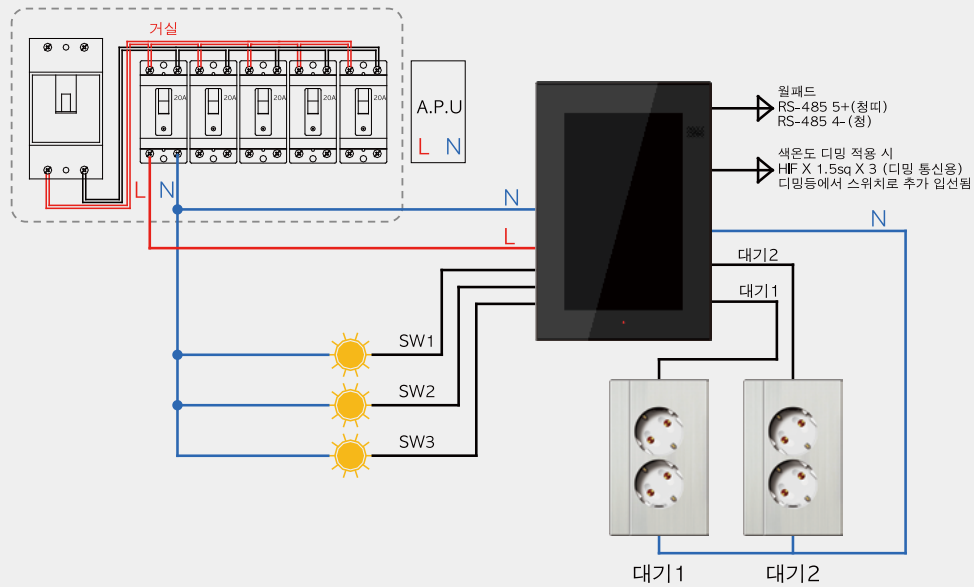 거실
20A
20A
20A
20A
20A
A.P.U
L N
L
N
N
L
월패드
RS-485 5+(청띠)
RS-485 4-(청)
색온도 디밍 적용 시
HIF X 1.5sq X 3 (디밍 통신용)
디밍등에서 스위치로 추가 입선됨
N
대기2
대기1
SW1
SW2
SW3
대기1
대기2